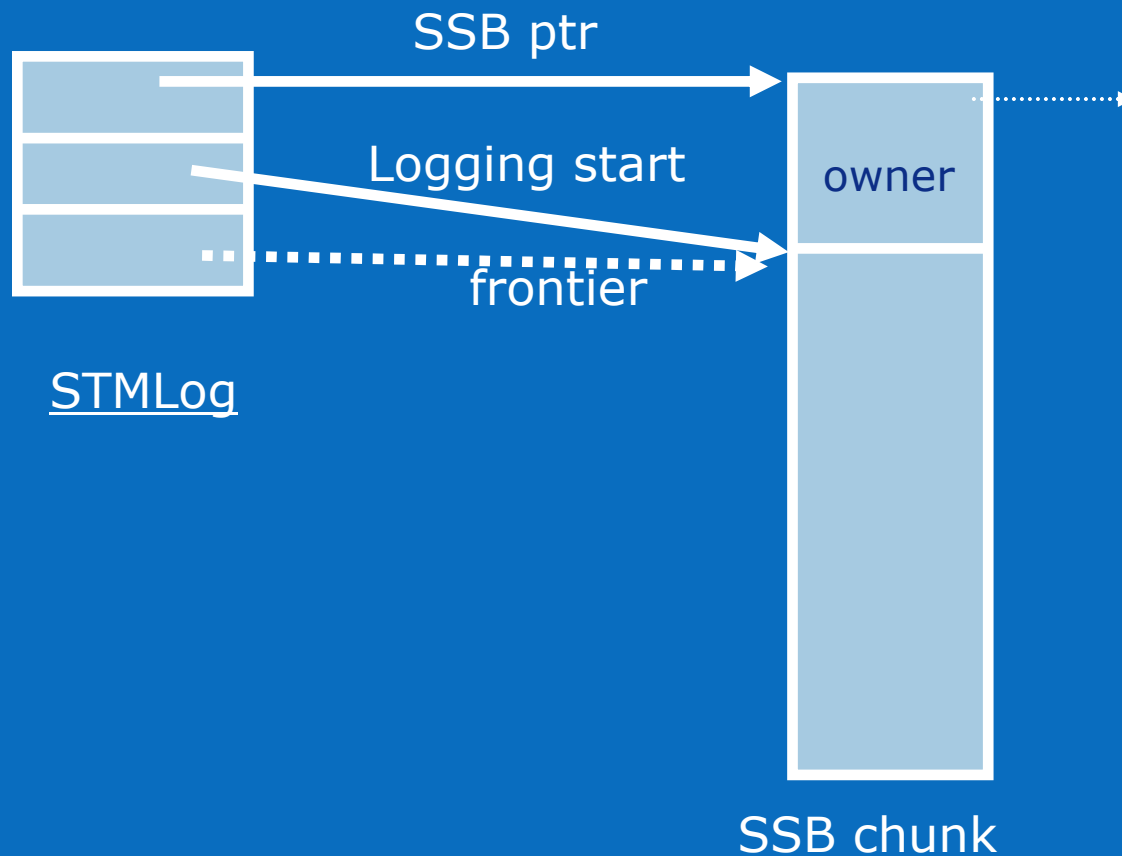 SSB ptr
Logging start
owner
frontier
STMLog
SSB chunk